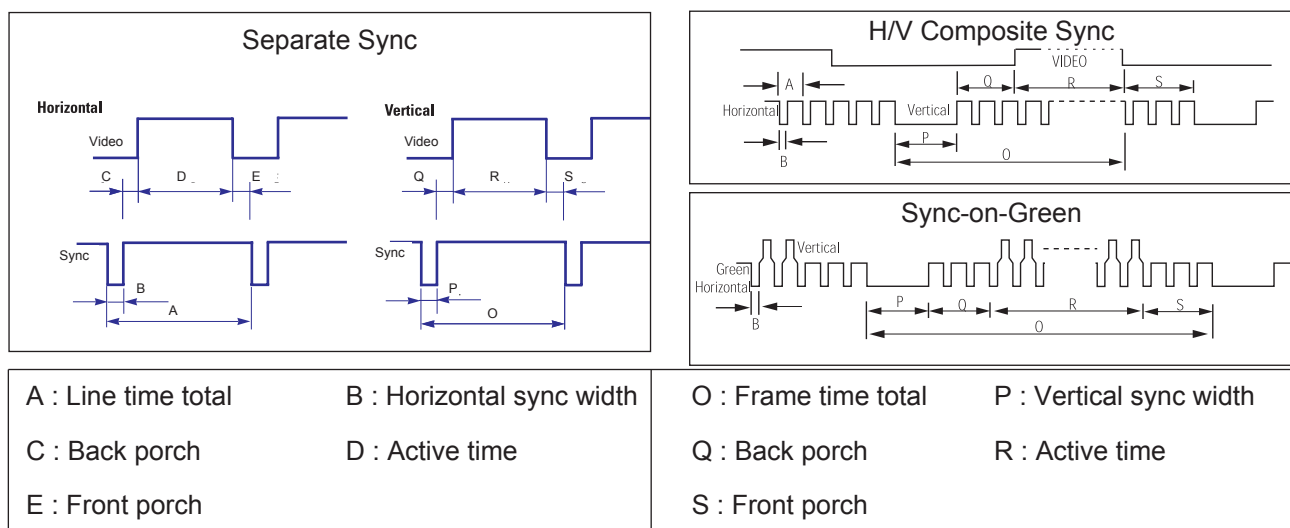 Separate Sync
Horizontal
Vertical
Video
Video
C D E
Q R S
Sync
Sync
B
P
A
O
H/V Composite Sync
VIDEO
A Q R S
Horizontal Vertical
P
B O
Sync-on-Green
Vertical
Green
Horizontal
P Q R S
B
O
A : Line time total B : Horizontal sync width O : Frame time total P : Vertical sync width
C : Back porch D : Active time Q : Back porch R : Active time
E : Front porch S : Front porch